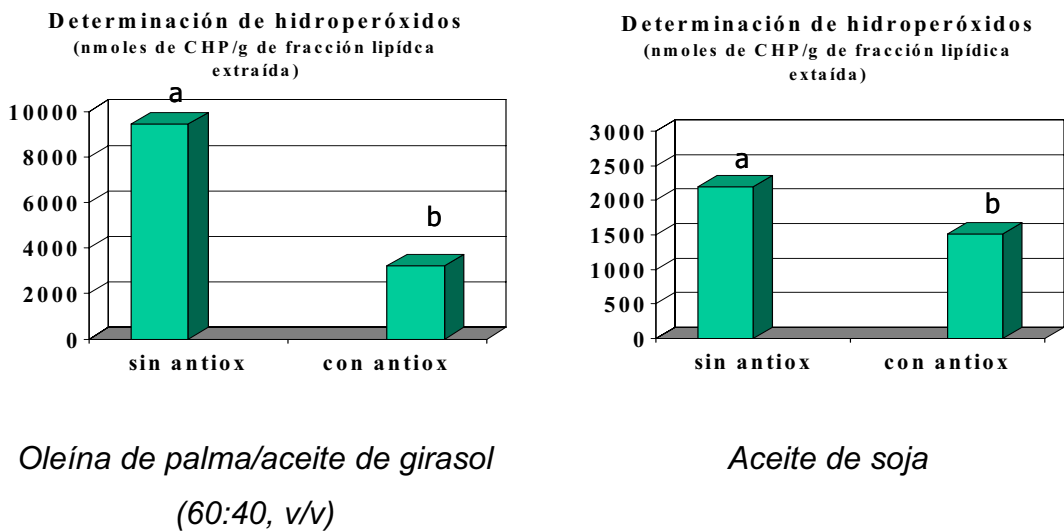 Determinación de hidroperóxidos
(nmoles de CHP/g de fracción lipídca
extraída)
a
10000
8000
b
6000
4000
2000
0
sin antiox con antiox
Oleína de palma/aceite de girasol
(60:40, v/v)
Determinación de hidroperóxidos
(nmoles de CHP/g de fracción lipídica
extaída)
3000
a
2500
2000
b
1500
1000
500
0
sin antiox con antiox
Aceite de soja